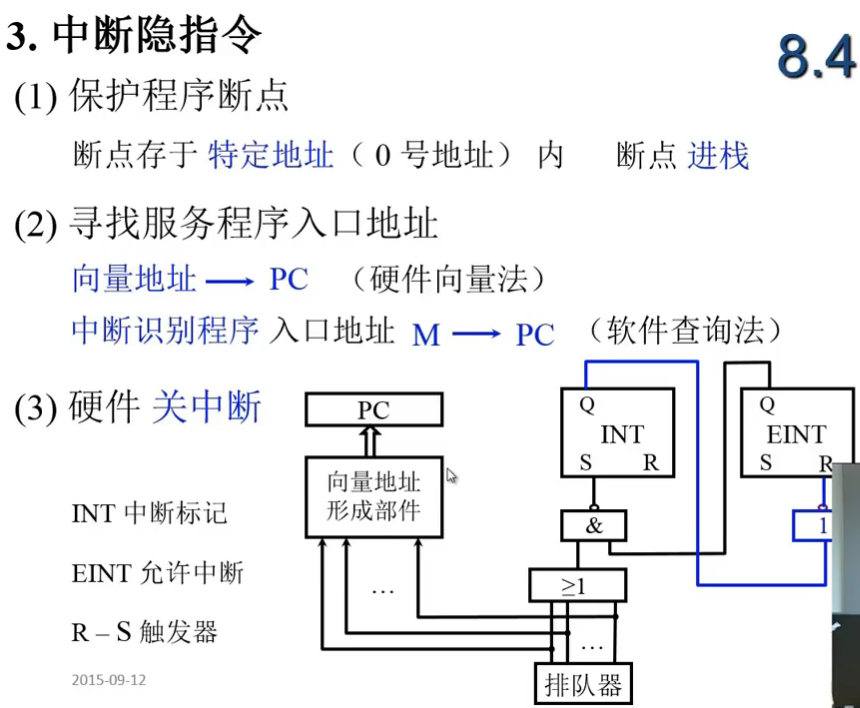 3. 中断隐指令
8.4
(1) 保护程序断点
断点存于 特定地址（ 0 号地址） 内 断点 进栈
(2) 寻找服务程序入口地址
向量地址 → PC （硬件向量法）
中断识别程序 入口地址 M → PC （软件查询法）
(3) 硬件 关中断
PC
向量地址
形成部件
…
Q
INT
S R
Q
EINT
S R
&
1
≥1
…
排队器
INT 中断标记
EINT 允许中断
R – S 触发器
2015-09-12